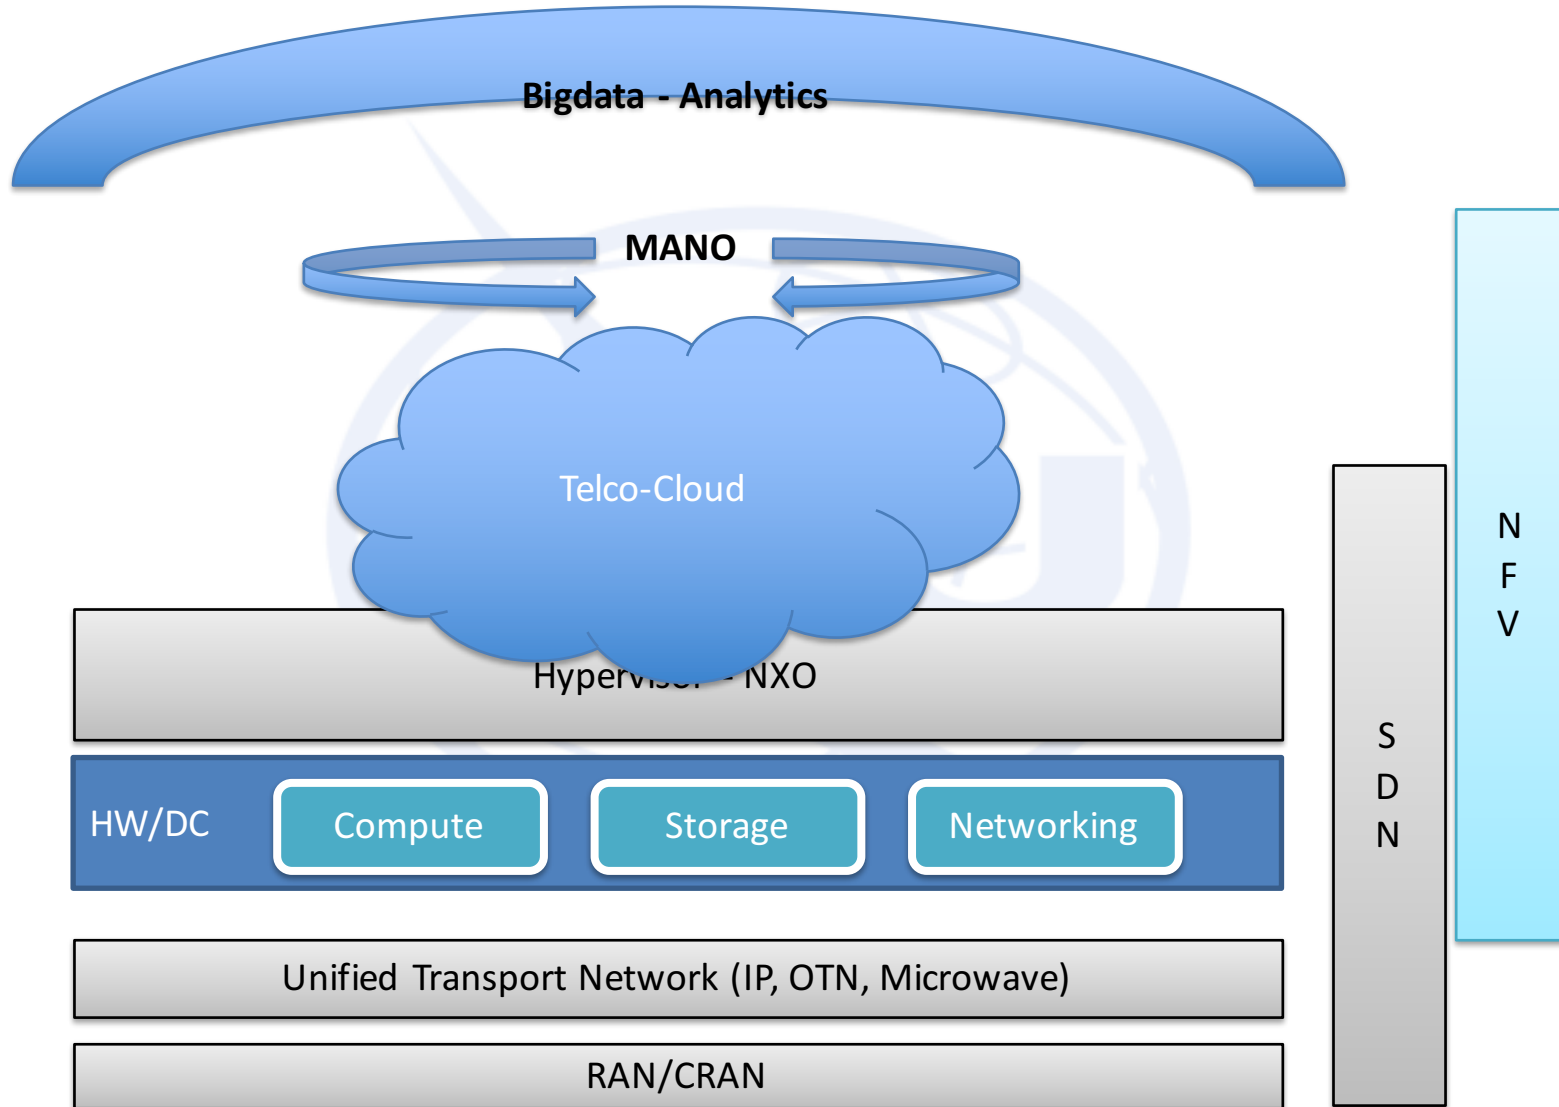 Bigdata - Analytics
MANO
Telco-Cloud
Hypervisor - NXO
HW/DC
Compute
Storage
Networking
Unified Transport Network (IP, OTN, Microwave)
RAN/CRAN
S
D
N
N
F
V